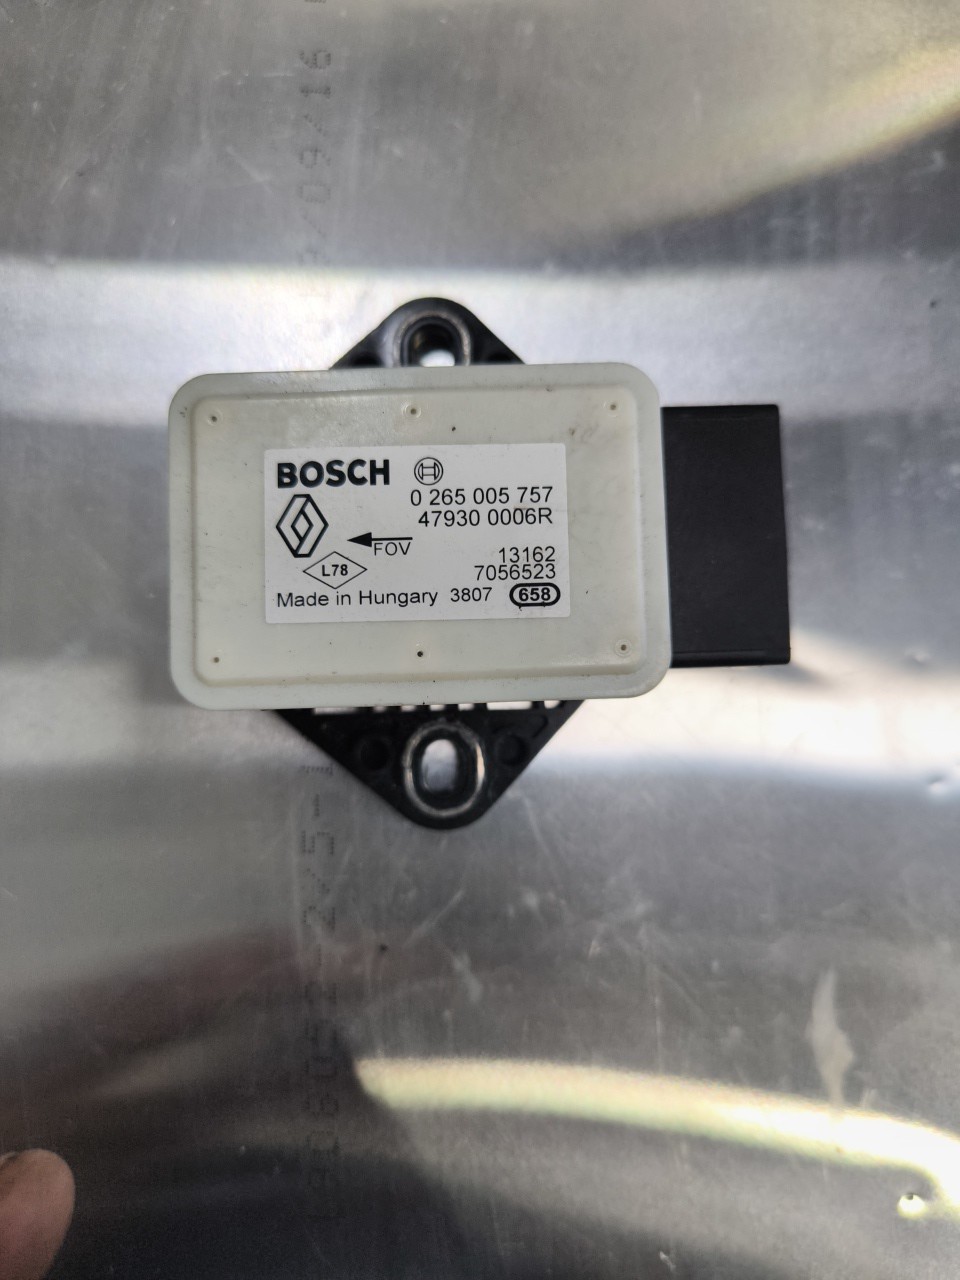 BOSCH
0 265 005 757
47930 0006R
FOV
13162
L78
7056523
Made in Hungary 3807 658